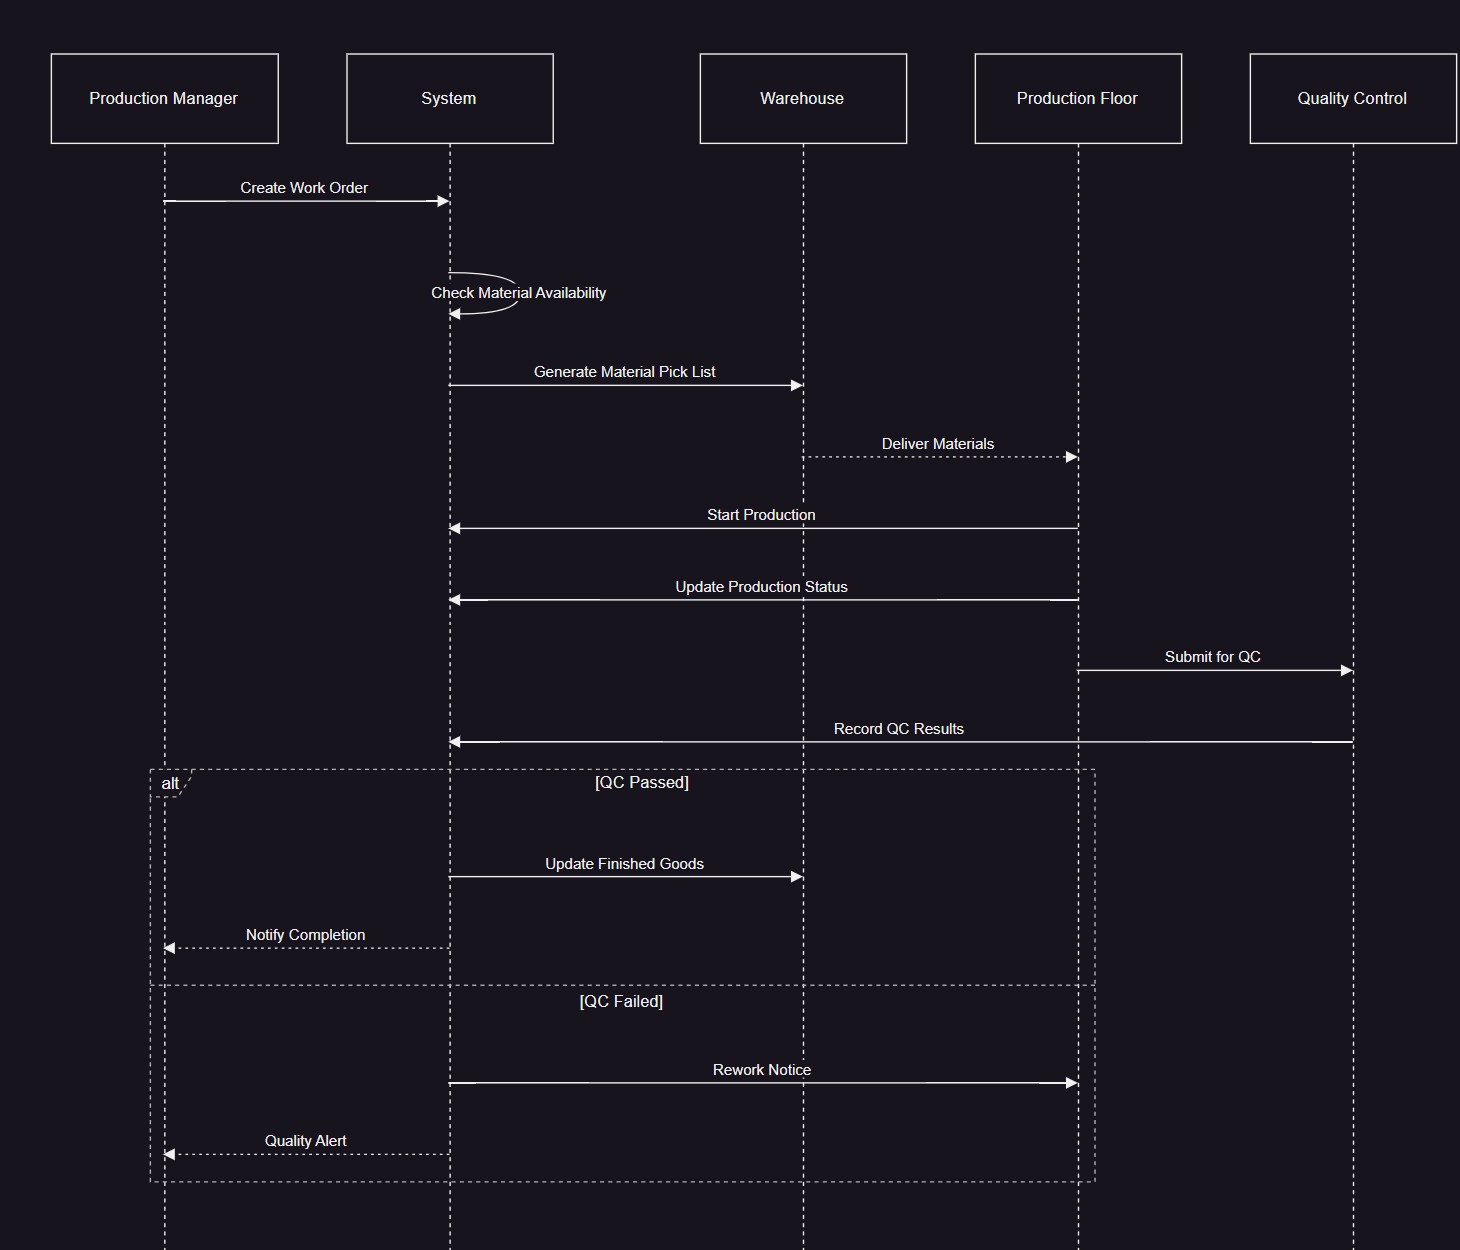 Production Manager
System
Warehouse
Production Floor
Quality Control
Create Work Order
Check Material Availability
Generate Material Pick List
Deliver Materials
Start Production
Update Production Status
Submit for QC
Record QC Results
alt
[QC Passed]
Update Finished Goods
Notify Completion
[QC Failed]
Rework Notice
Quality Alert